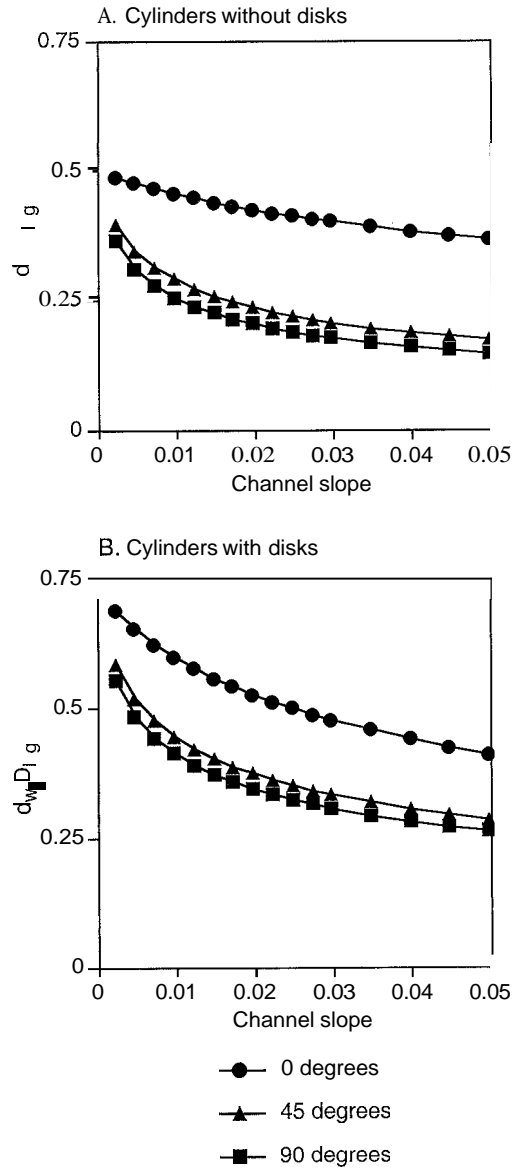 A. Cylinders without disks
0.75
0.5
0.25
0
d l g
0 0.01 0.02 0.03 0.04 0.05
Channel slope
B. Cylinders with disks
0.75
0.5
0.25
0
0 0.01 0.02 0.03 0.04 0.05
Channel slope
0 degrees
45 degrees
90 degrees